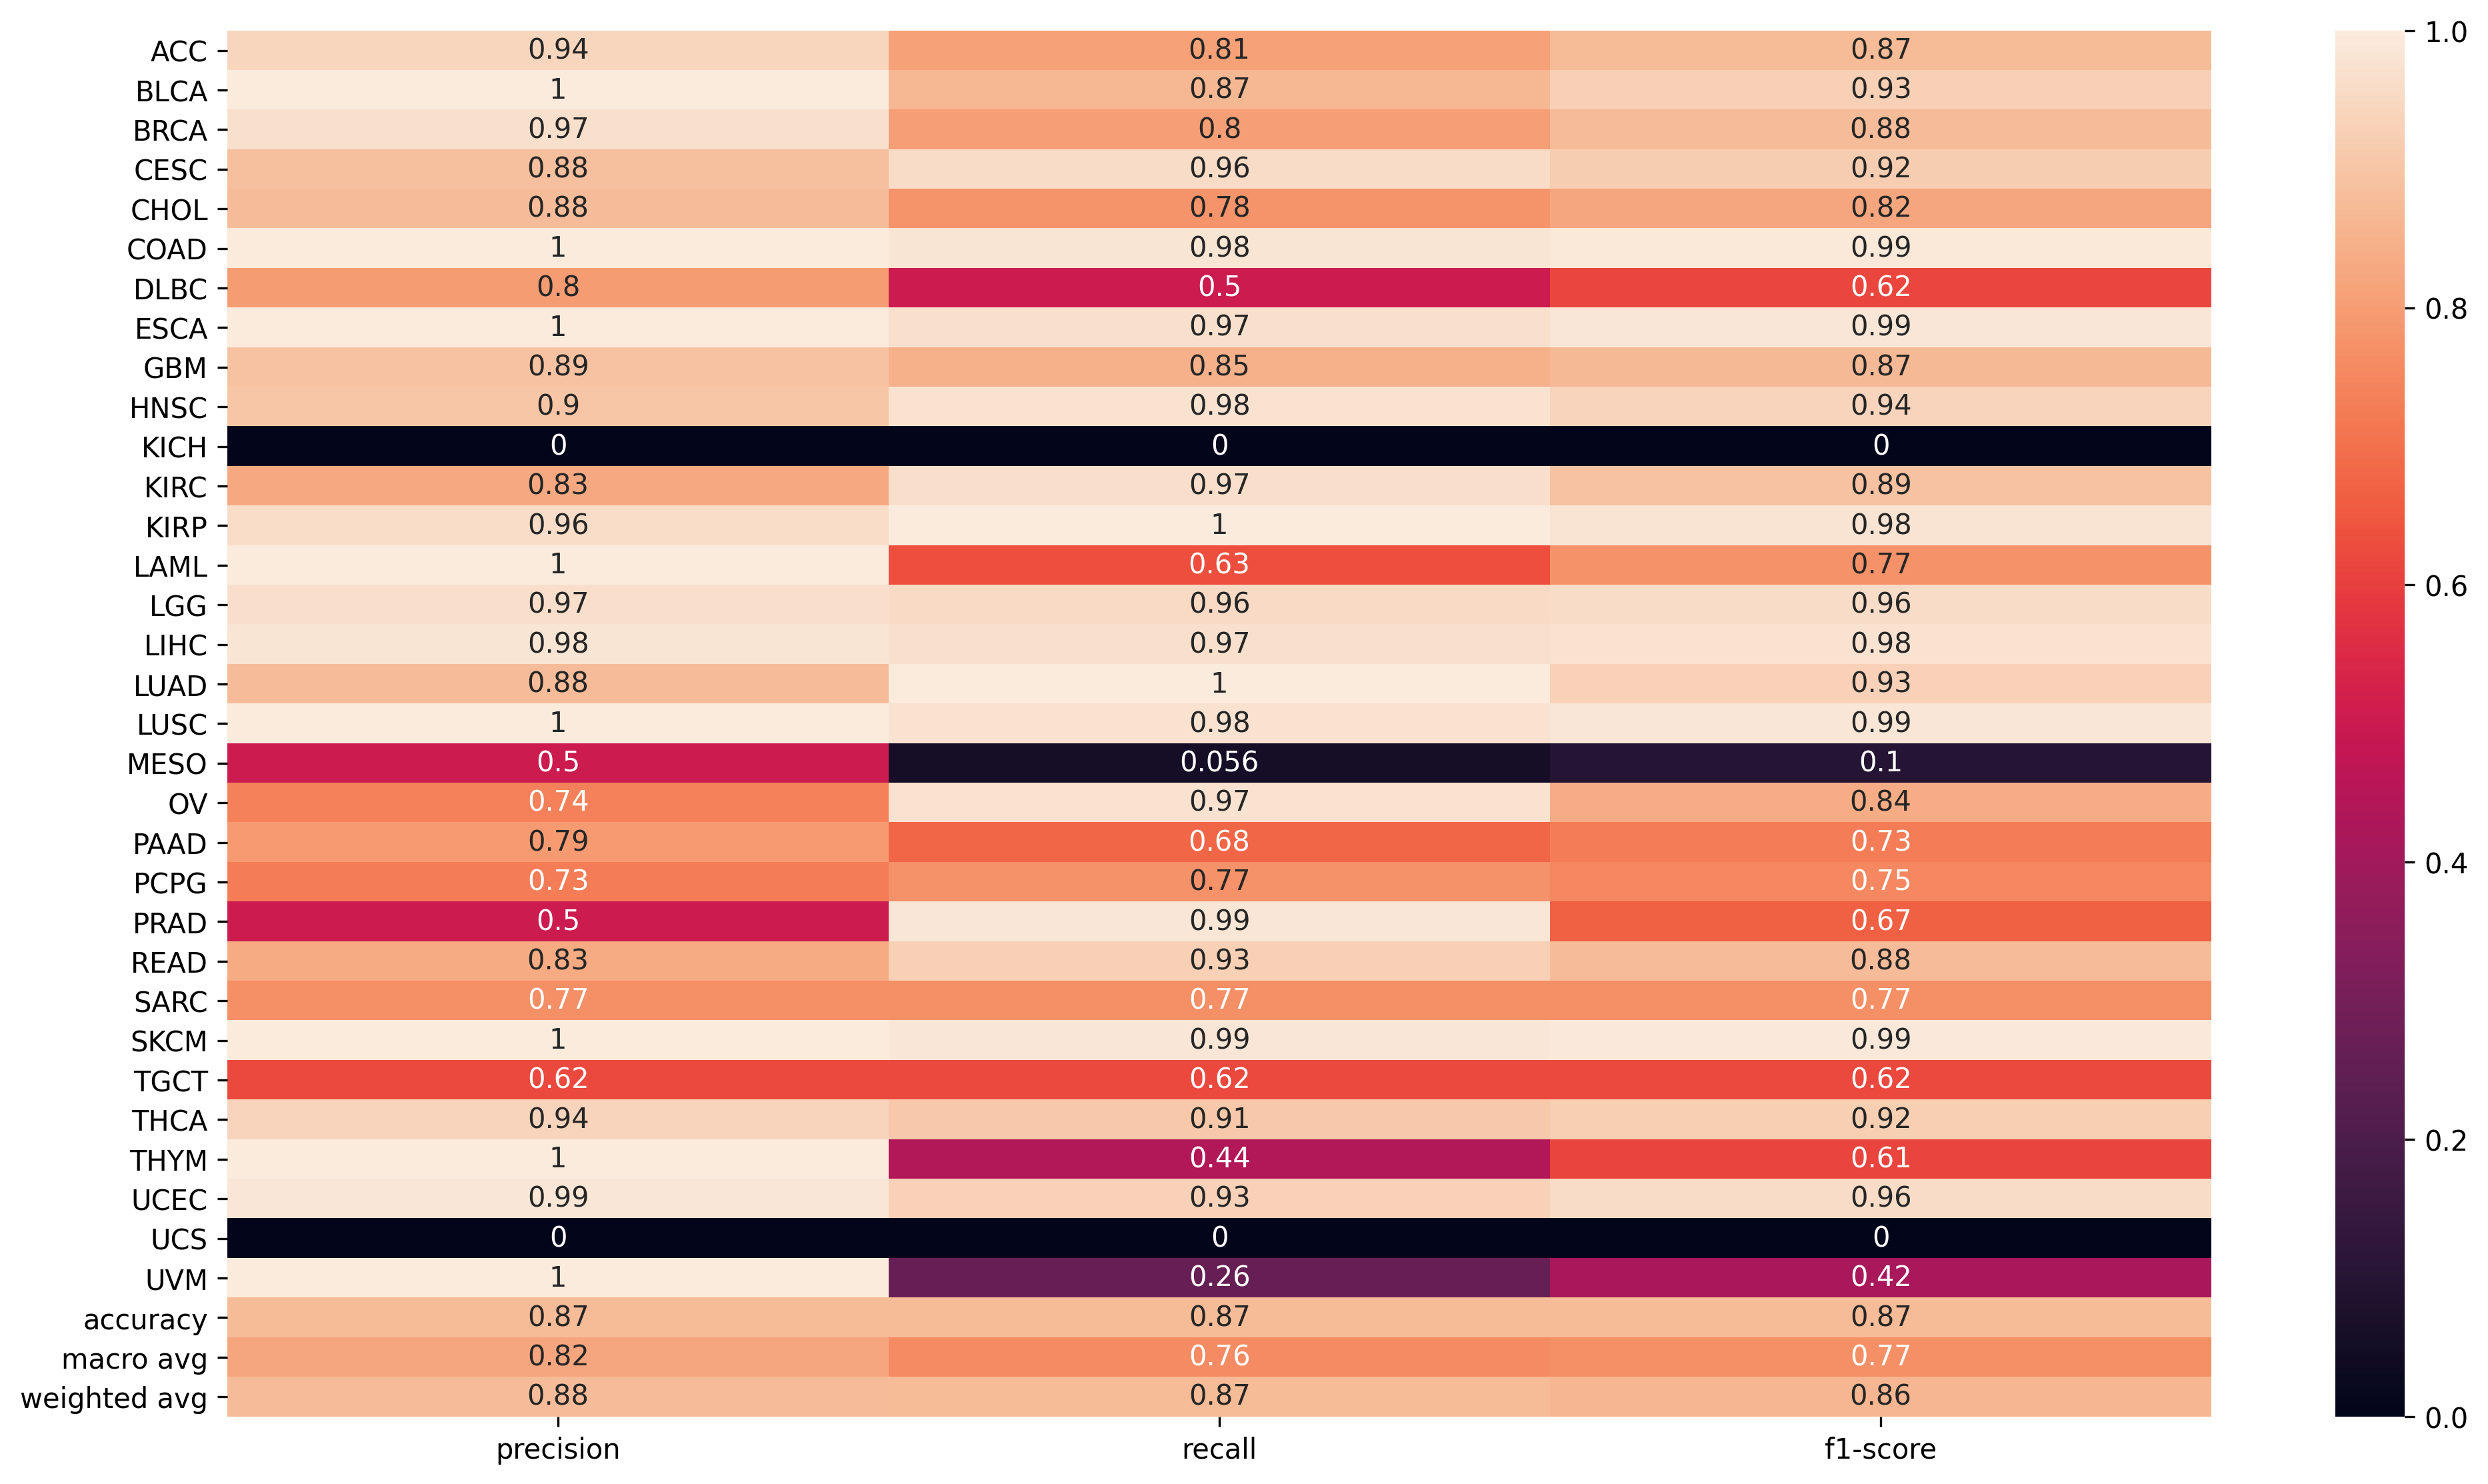 ACC 0.94 0.81 0.87 1.0
BLCA 1 0.87 0.93
BRCA 0.97 0.8 0.88
CESC 0.88 0.96 0.92
CHOL 0.88 0.78 0.82
COAD 1 0.98 0.99
DLBC 0.8 0.5 0.62 0.8
ESCA 1 0.97 0.99
GBM 0.89 0.85 0.87
HNSC 0.9 0.98 0.94
KICH 0 0 0
KIRC 0.83 0.97 0.89
KIRP 0.96 1 0.98
LAML 1 0.63 0.77 0.6
LGG 0.97 0.96 0.96
LIHC 0.98 0.97 0.98
LUAD 0.88 1 0.93
LUSC 1 0.98 0.99
MESO 0.5 0.056 0.1
OV 0.74 0.97 0.84
PAAD 0.79 0.68 0.73 0.4
PCPG 0.73 0.77 0.75
PRAD 0.5 0.99 0.67
READ 0.83 0.93 0.88
SARC 0.77 0.77 0.77
SKCM 1 0.99 0.99
TGCT 0.62 0.62 0.62
THCA 0.94 0.91 0.92 0.2
THYM 1 0.44 0.61
UCEC 0.99 0.93 0.96
UCS 0 0 0
UVM 1 0.26 0.42
accuracy 0.87 0.87 0.87
macro avg 0.82 0.76 0.77
weighted avg 0.88 0.87 0.86 0.0
precision recall f1-score